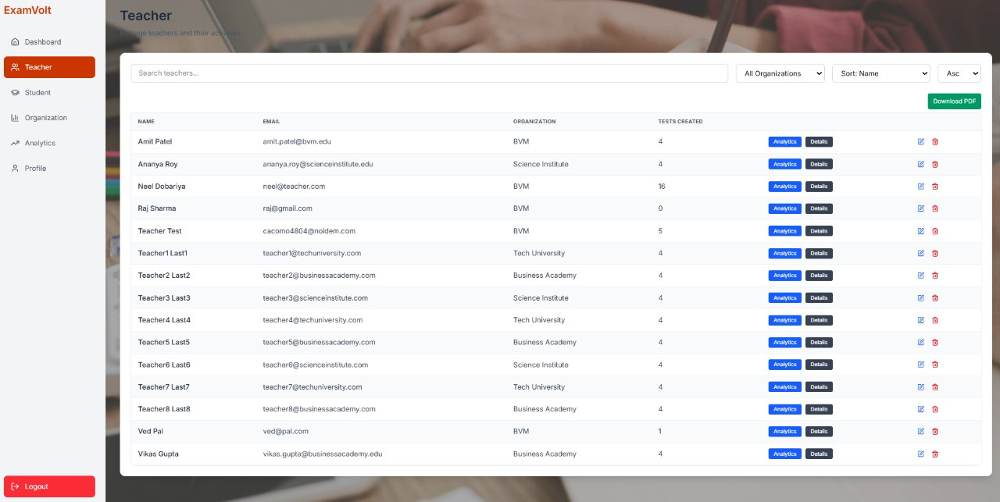 ExamVolt
Dashboard
Teacher
Student
Organization
Analytics
Profile
Logout
Teacher
Manage teachers and their activities
Search teachers...
All Organizations
Sort: Name
Asc
Download PDF
NAME EMAIL ORGANIZATION TESTS CREATED
Amit Patel amit.patel@bvm.edu BVM 4 Analytics Details
Ananya Roy ananya.roy@scienceinstitute.edu Science Institute 4 Analytics Details
Neel Dobariya neel@teacher.com BVM 16 Analytics Details
Raj Sharma raj@gmail.com BVM 0 Analytics Details
Teacher Test cacomo4804@noidem.com BVM 5 Analytics Details
Teacher1 Last1 teacher1@techuniversity.com Tech University 4 Analytics Details
Teacher2 Last2 teacher2@businessacademy.com Business Academy 4 Analytics Details
Teacher3 Last3 teacher3@scienceinstitute.com Science Institute 4 Analytics Details
Teacher4 Last4 teacher4@techuniversity.com Tech University 4 Analytics Details
Teacher5 Last5 teacher5@businessacademy.com Business Academy 4 Analytics Details
Teacher6 Last6 teacher6@scienceinstitute.com Science Institute 4 Analytics Details
Teacher7 Last7 teacher7@techuniversity.com Tech University 4 Analytics Details
Teacher8 Last8 teacher8@businessacademy.com Business Academy 4 Analytics Details
Ved Pal ved@pal.com BVM 1 Analytics Details
Vikas Gupta vikas.gupta@businessacademy.edu Business Academy 4 Analytics Details